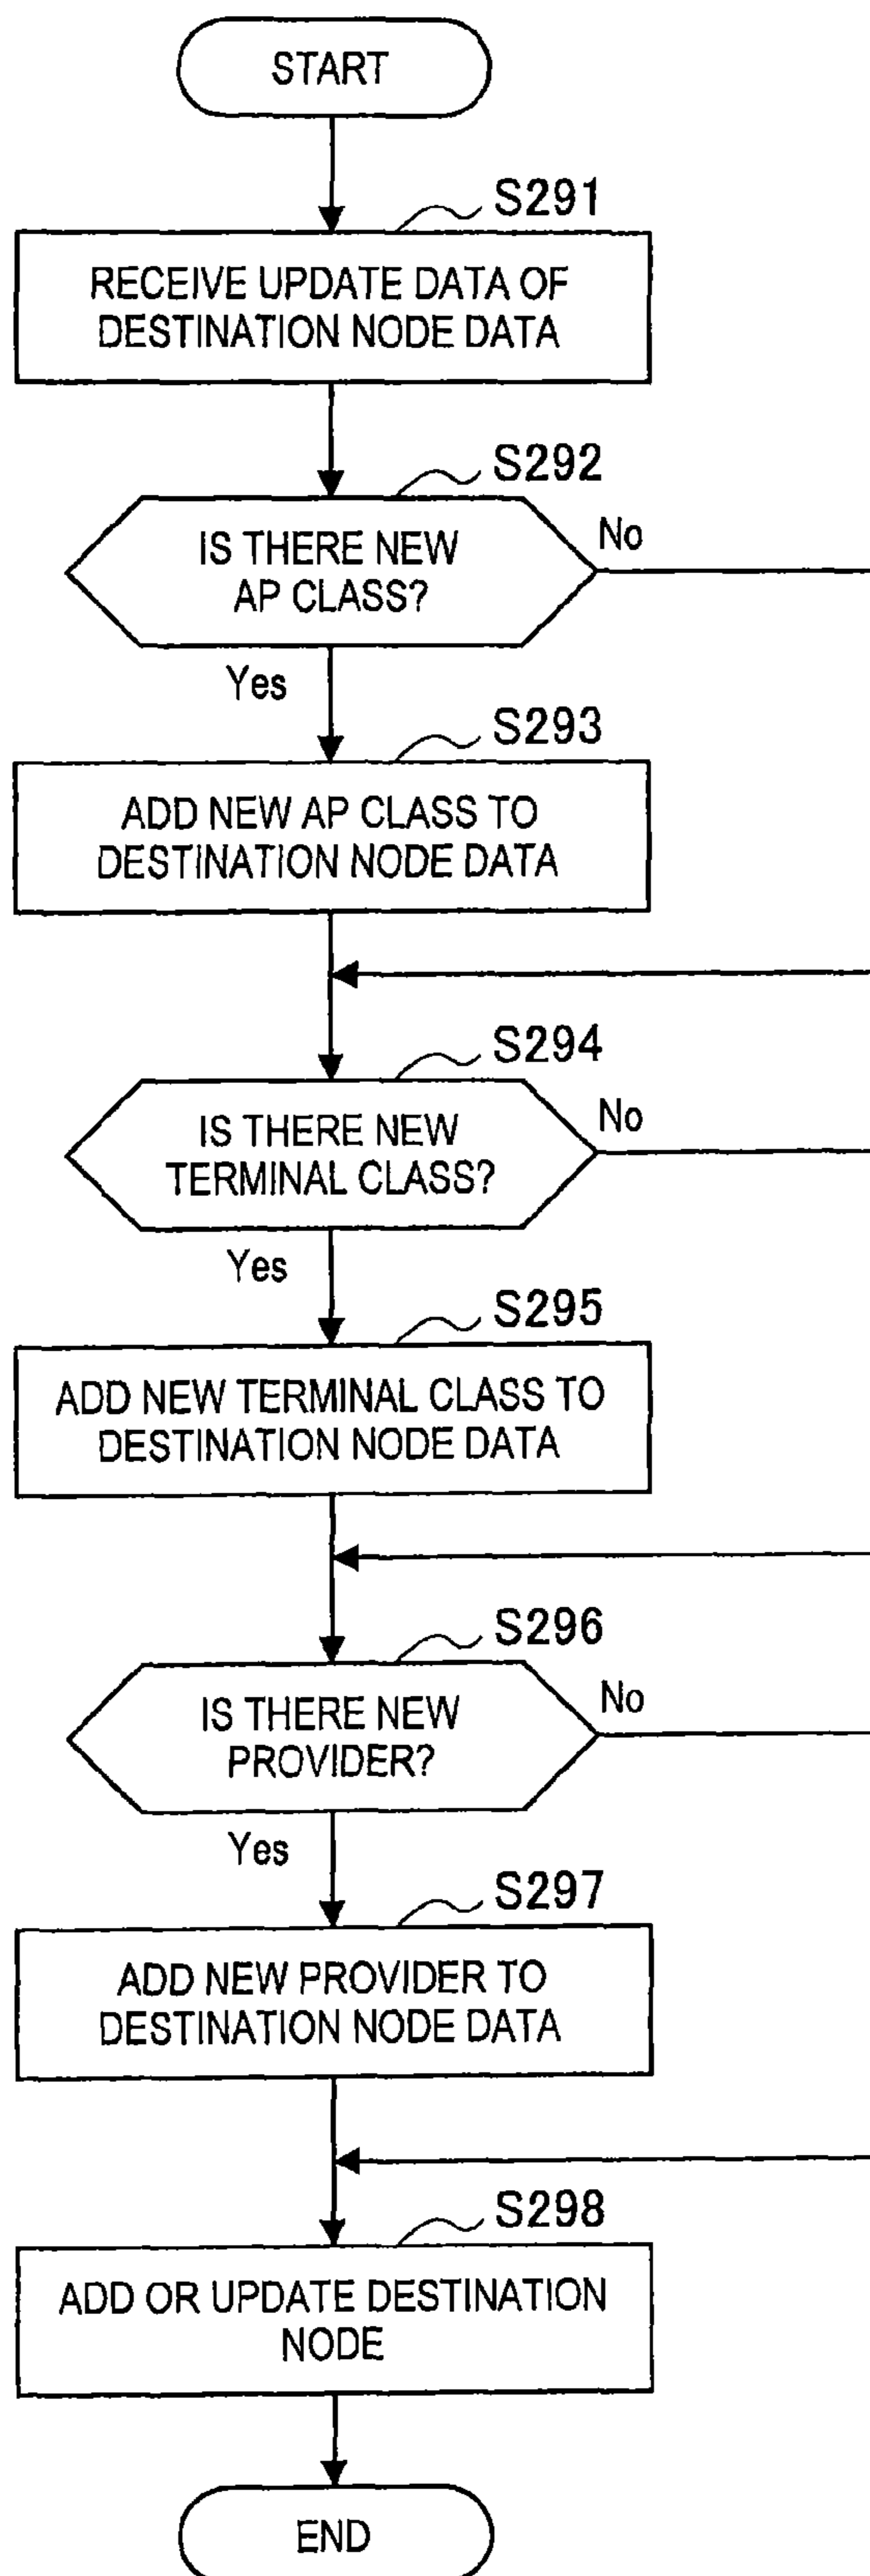 START
S291
RECEIVE UPDATE DATA OF
DESTINATION NODE DATA
S292
IS THERE NEW
AP CLASS?
No
Yes
S293
ADD NEW AP CLASS TO
DESTINATION NODE DATA
S294
IS THERE NEW
TERMINAL CLASS?
No
Yes
S295
ADD NEW TERMINAL CLASS TO
DESTINATION NODE DATA
S296
IS THERE NEW
PROVIDER?
No
Yes
S297
ADD NEW PROVIDER TO
DESTINATION NODE DATA
S298
ADD OR UPDATE DESTINATION
NODE
END